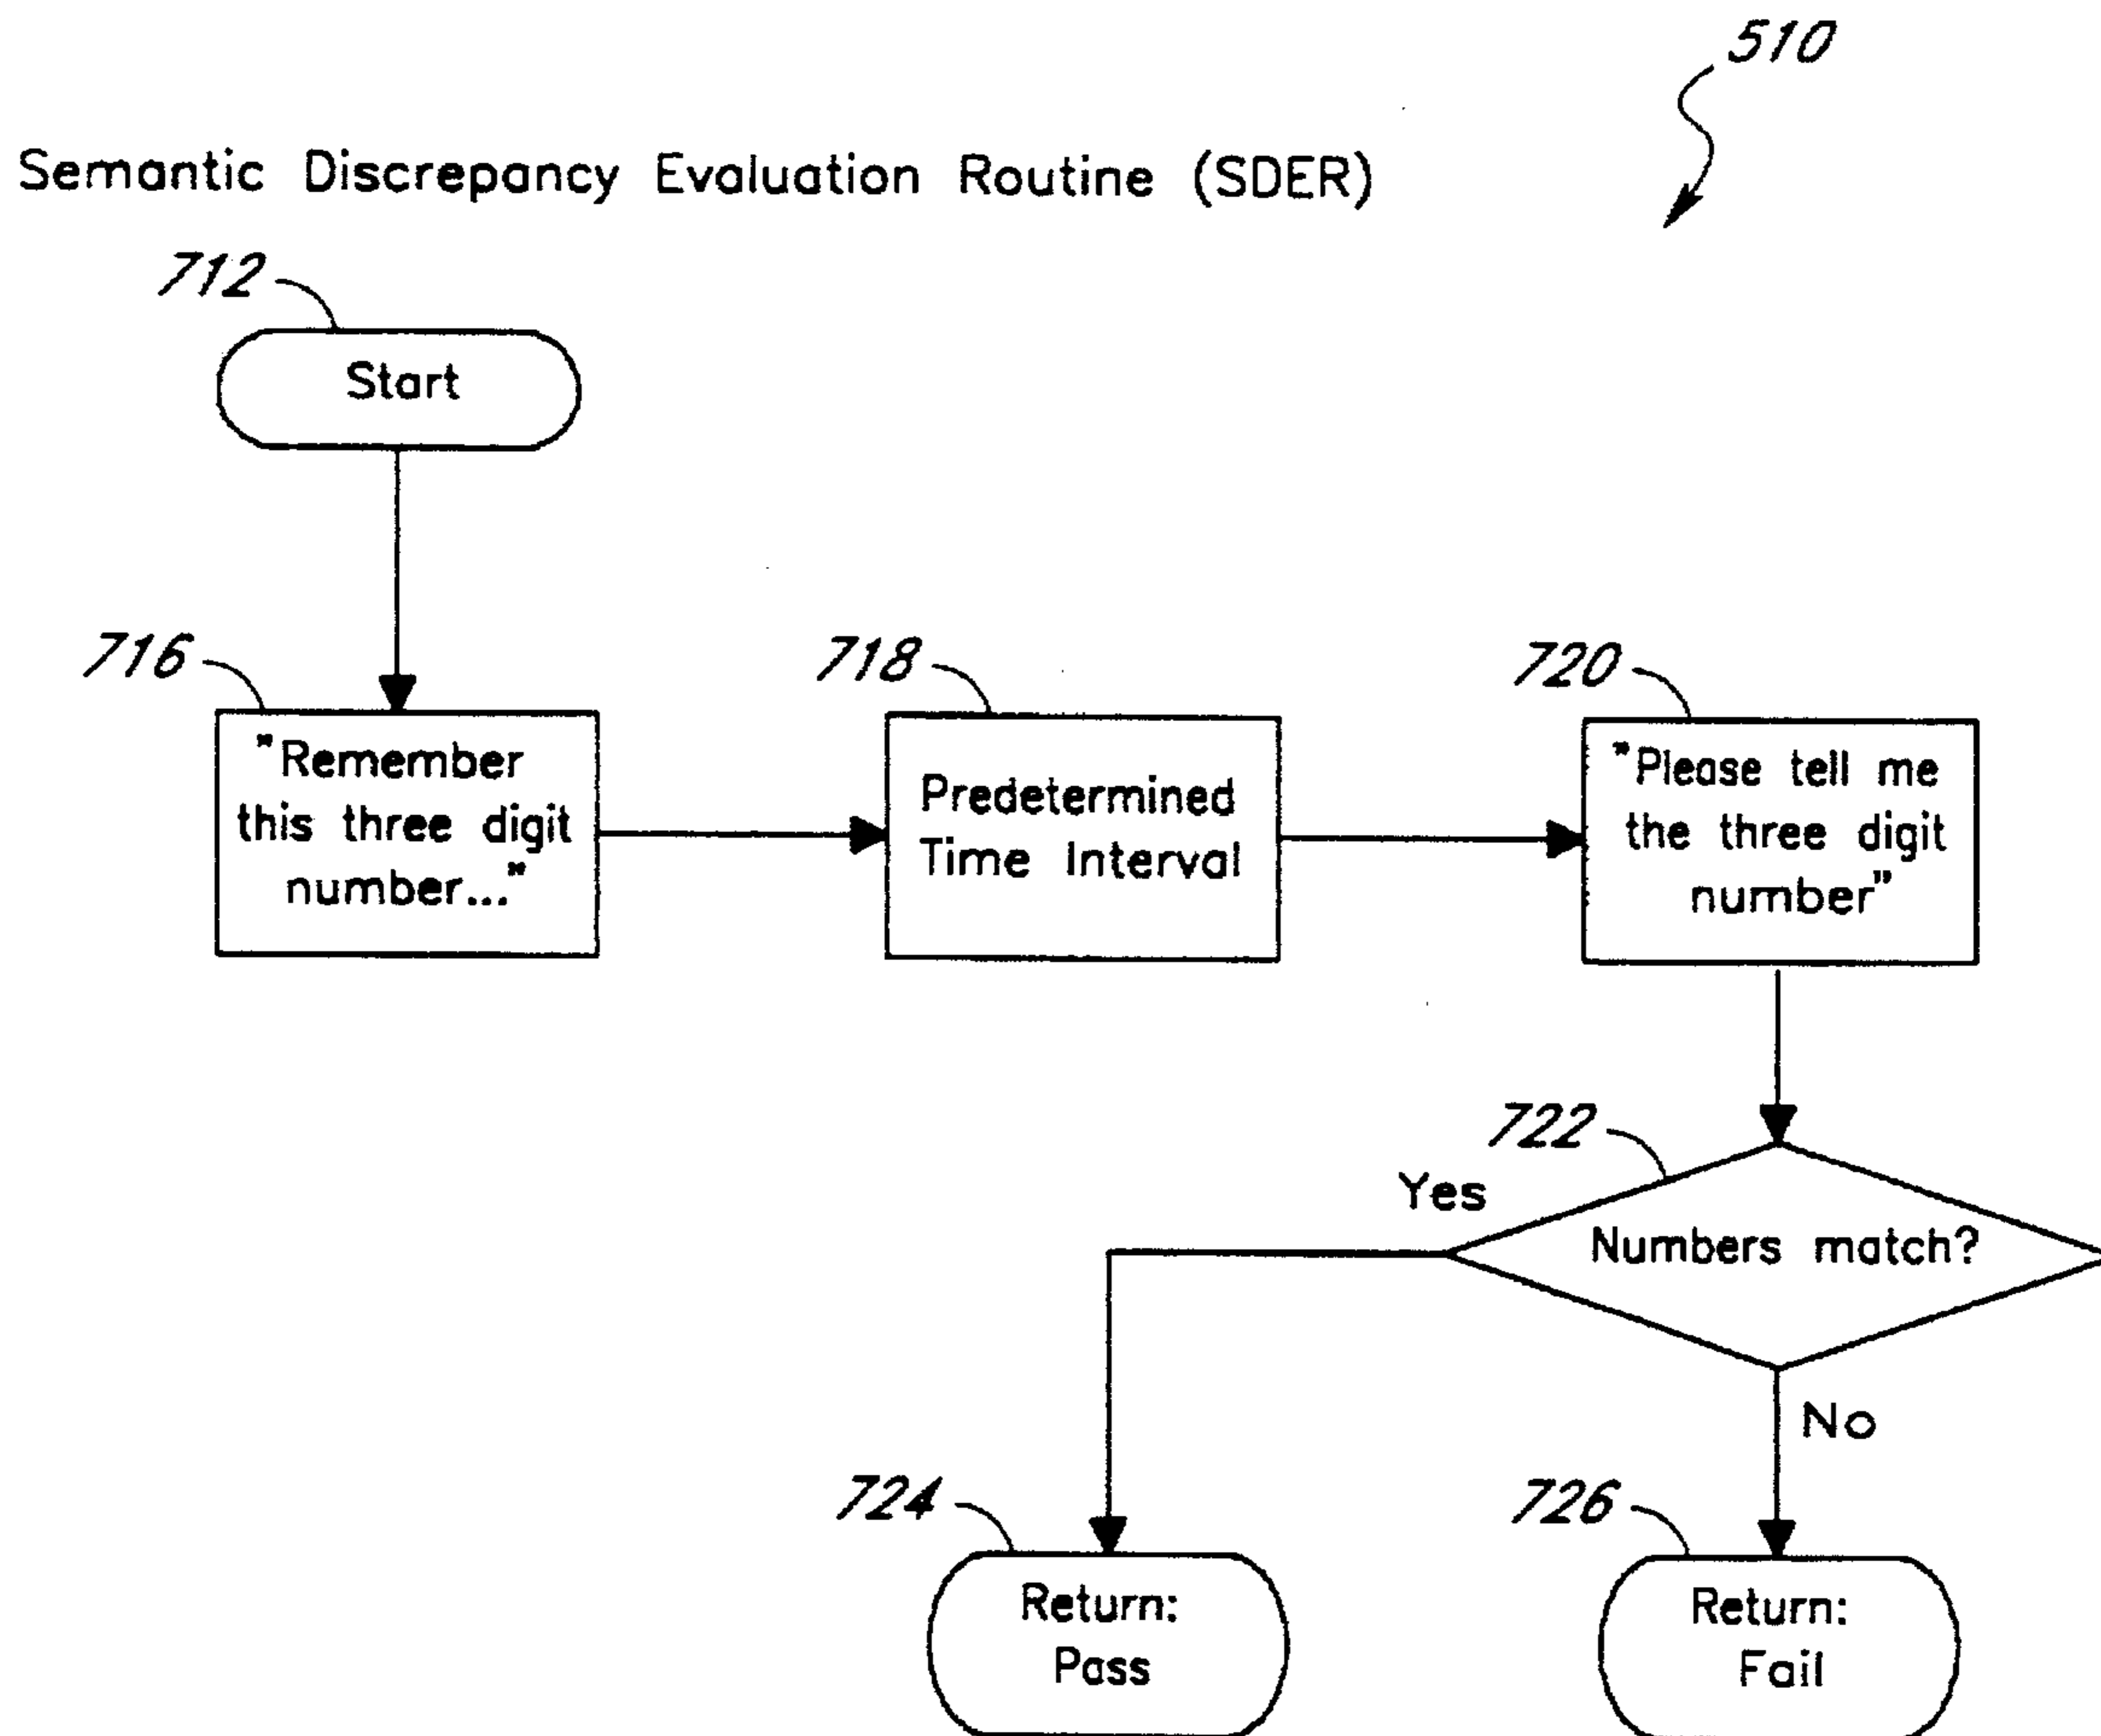 510
Semantic Discrepancy Evaluation Routine (SDER)
712
Start
716
"Remember
this three digit
number..."
718
Predetermined
Time Interval
720
"Please tell me
the three digit
number"
722
Yes
Numbers match?
No
724
Return:
Pass
726
Return:
Fail